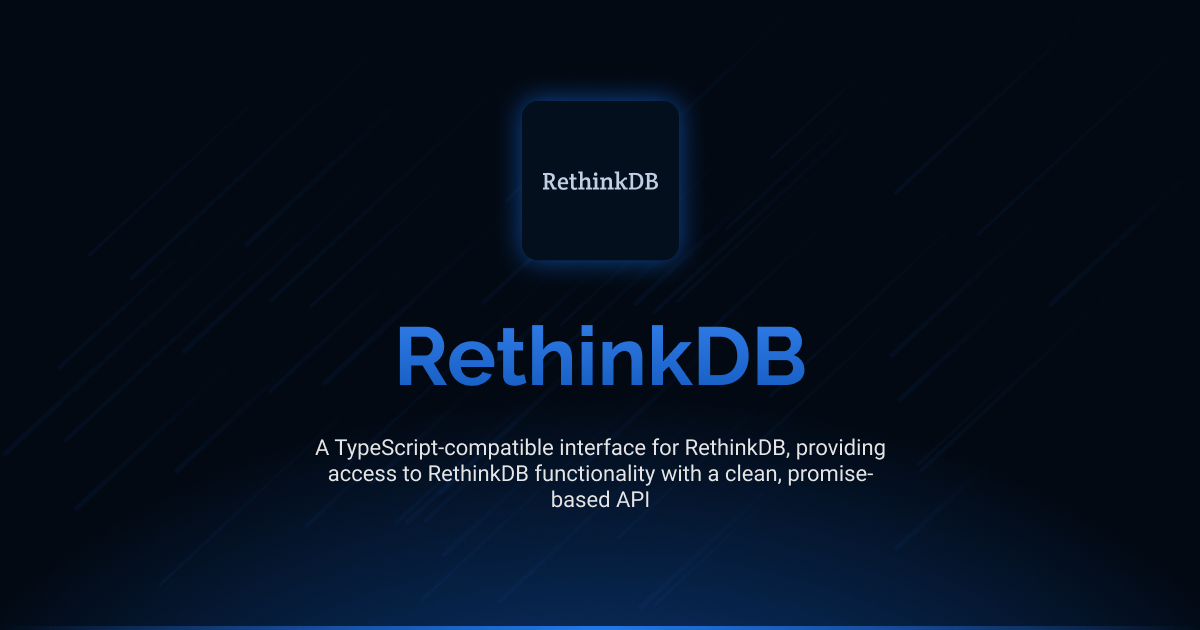 RethinkDB
RethinkDB
A TypeScript-compatible interface for RethinkDB, providing
access to RethinkDB functionality with a clean, promise-
based API